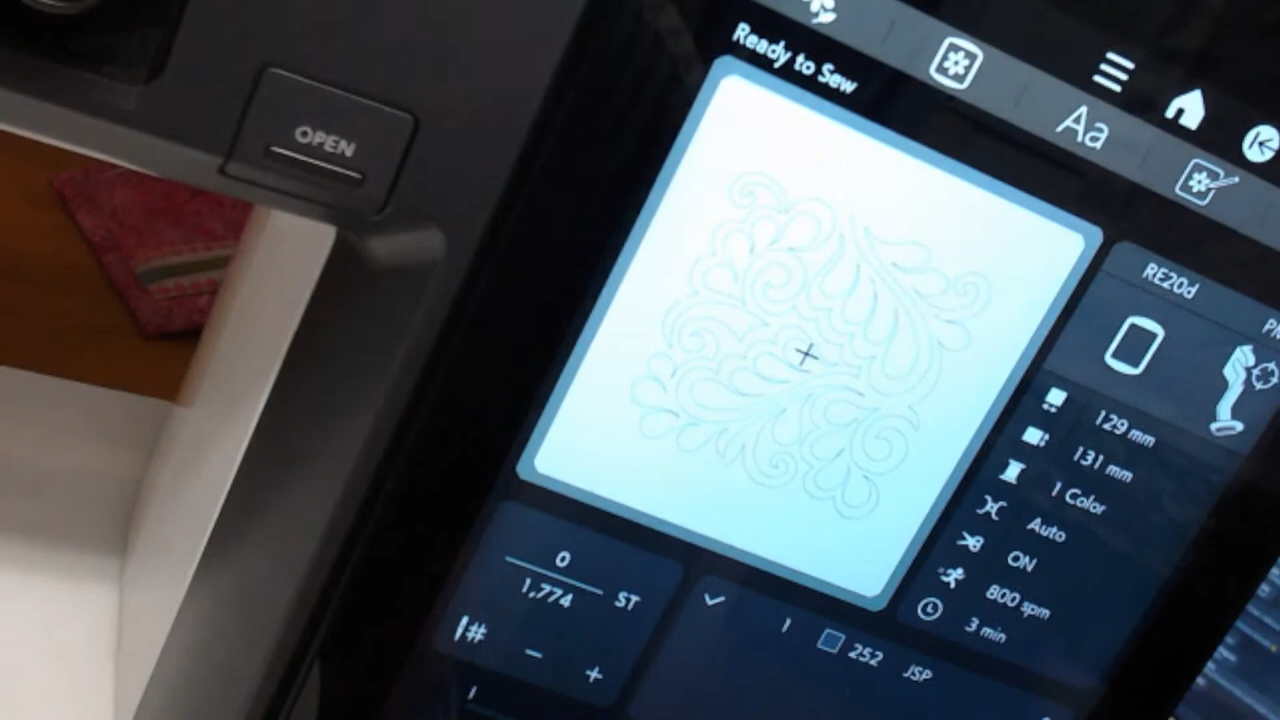 OPEN
Ready to Sew
Aa
RE20d
129 mm
131 mm
1 Color
Auto
ON
800 spm
3 min
0
1,774 ST
#
− +
1
1 252 JSP